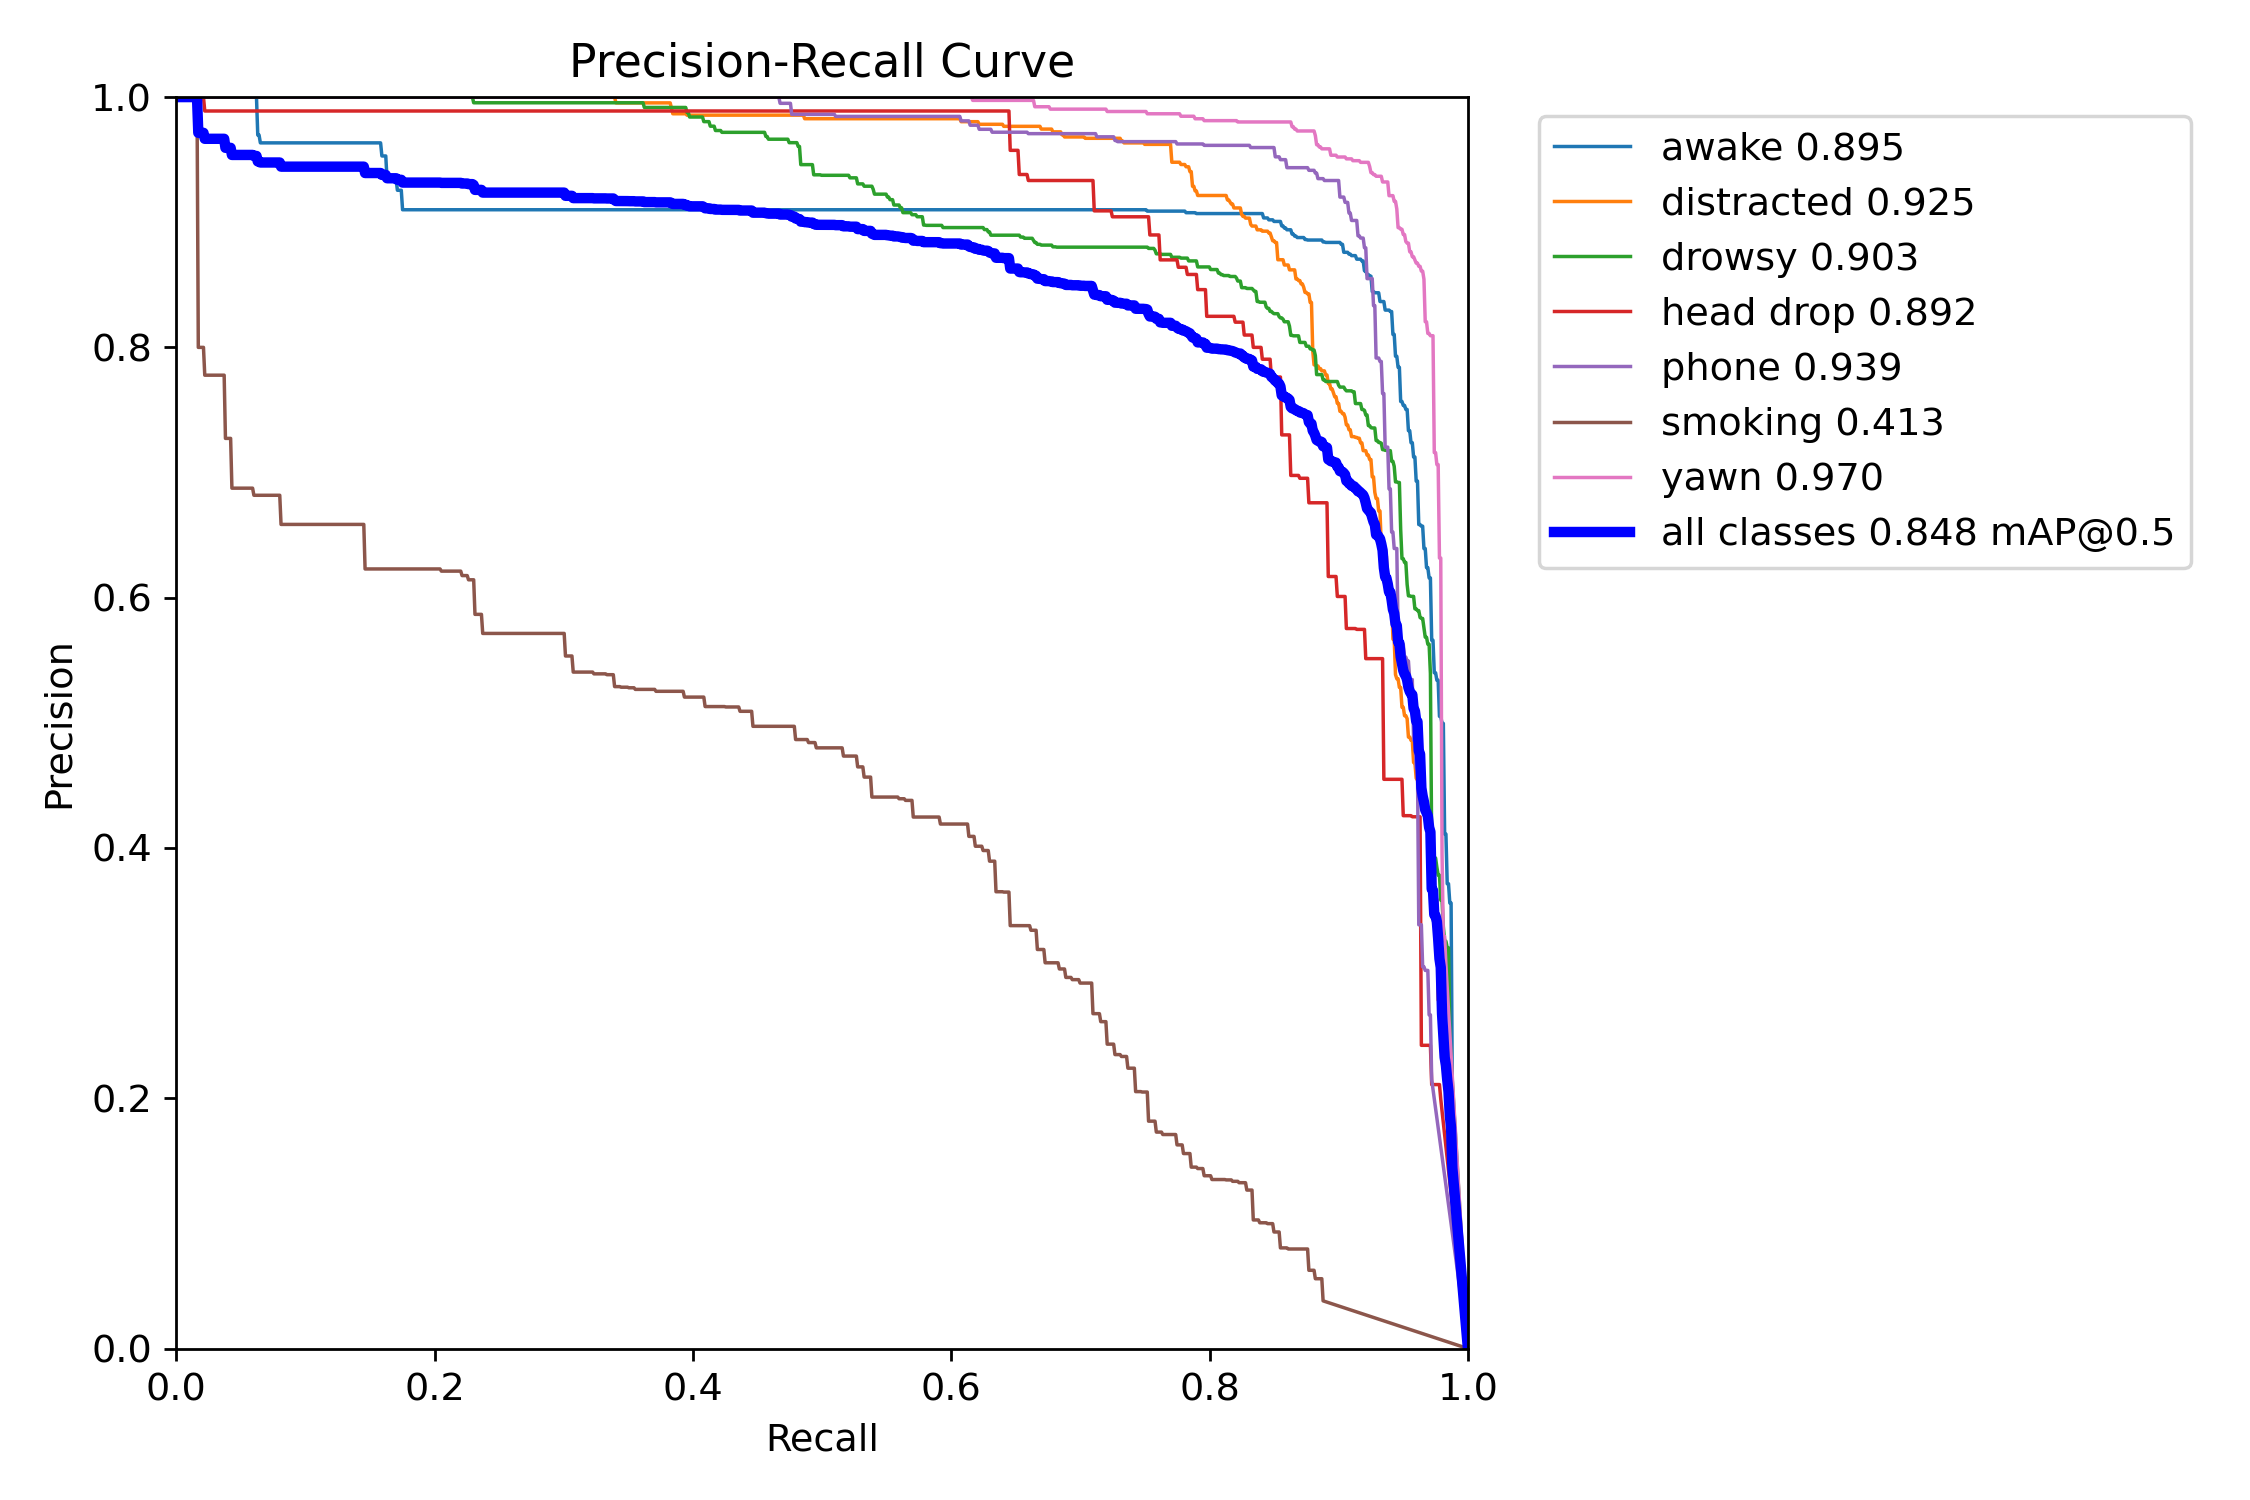 Precision-Recall Curve
1.0
0.8
0.6
0.4
0.2
0.0
Precision
0.0 0.2 0.4 0.6 0.8 1.0
Recall
awake 0.895
distracted 0.925
drowsy 0.903
head drop 0.892
phone 0.939
smoking 0.413
yawn 0.970
all classes 0.848 mAP@0.5